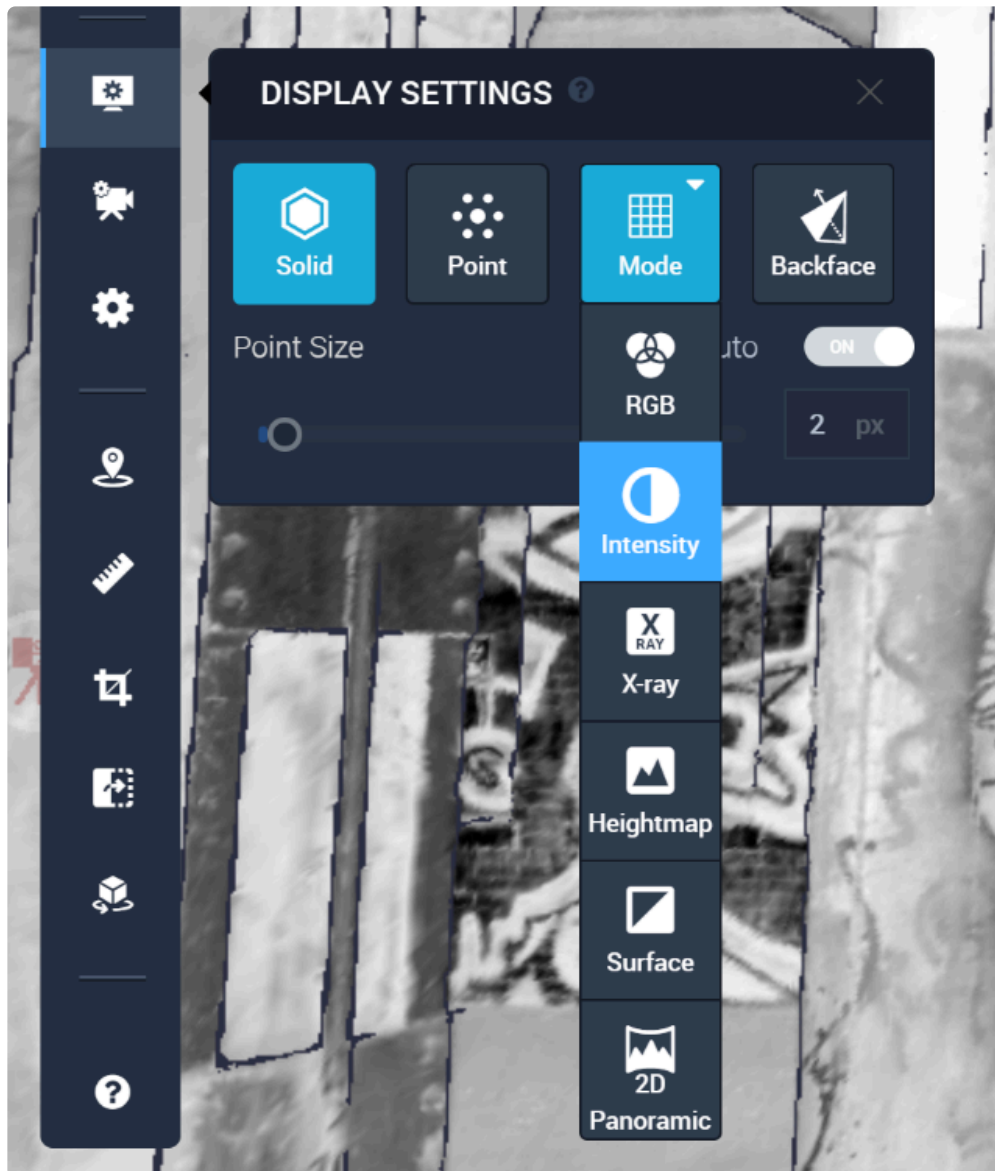 DISPLAY SETTINGS ?
Solid
Point
Mode
Backface
Point Size
uto
ON
RGB
2 px
Intensity
X
RAY
X-ray
Heightmap
Surface
2D
Panoramic
?